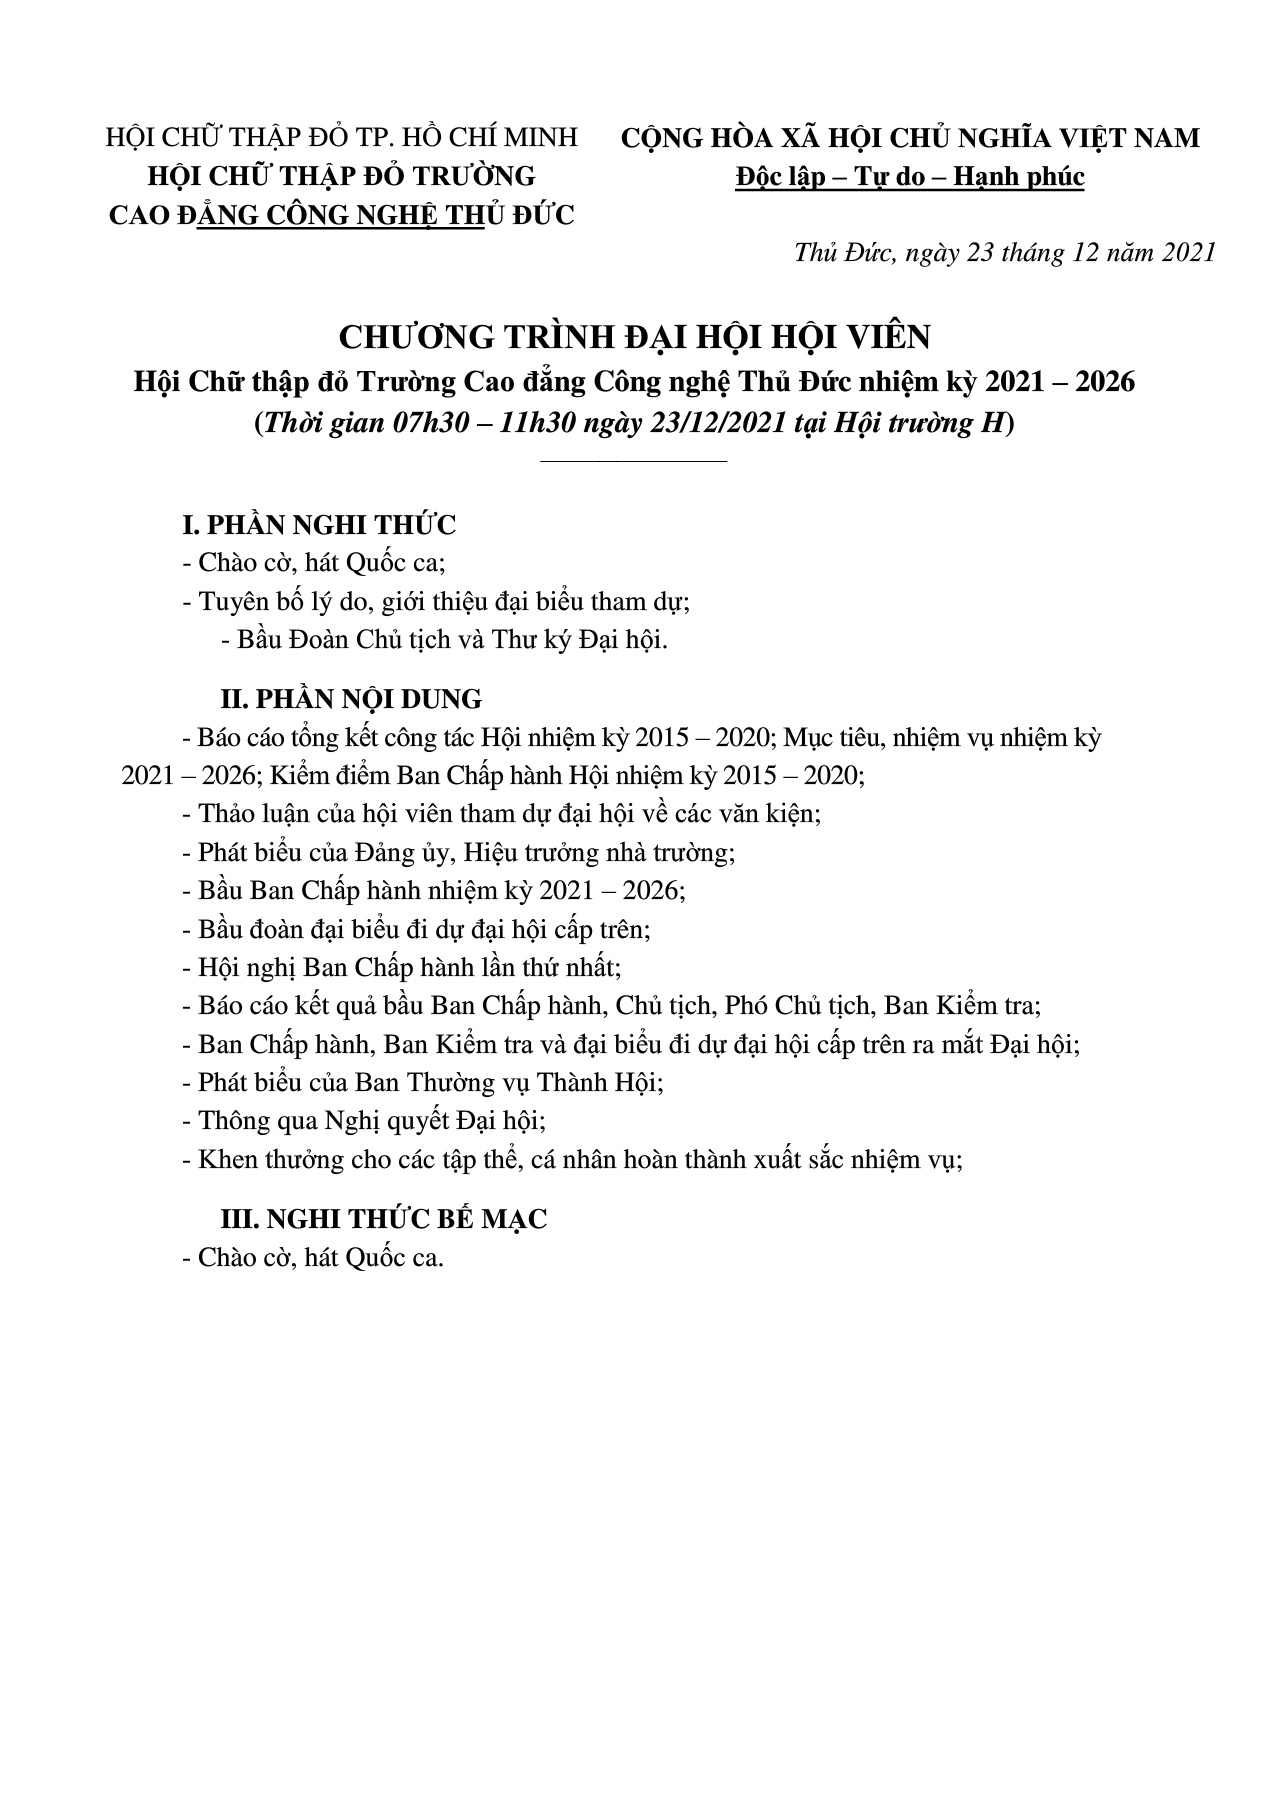 HỘI CHỮ THẬP ĐỎ TP. HỒ CHÍ MINH
HỘI CHỮ THẬP ĐỎ TRƯỜNG
CAO ĐẲNG CÔNG NGHỆ THỦ ĐỨC
CỘNG HÒA XÃ HỘI CHỦ NGHĨA VIỆT NAM
Độc lập – Tự do – Hạnh phúc
Thủ Đức, ngày 23 tháng 12 năm 2021
CHƯƠNG TRÌNH ĐẠI HỘI HỘI VIÊN
Hội Chữ thập đỏ Trường Cao đẳng Công nghệ Thủ Đức nhiệm kỳ 2021 – 2026
(Thời gian 07h30 – 11h30 ngày 23/12/2021 tại Hội trường H)
I. PHẦN NGHI THỨC
- Chào cờ, hát Quốc ca;
- Tuyên bố lý do, giới thiệu đại biểu tham dự;
- Bầu Đoàn Chủ tịch và Thư ký Đại hội.
II. PHẦN NỘI DUNG
- Báo cáo tổng kết công tác Hội nhiệm kỳ 2015 – 2020; Mục tiêu, nhiệm vụ nhiệm kỳ
2021 – 2026; Kiểm điểm Ban Chấp hành Hội nhiệm kỳ 2015 – 2020;
- Thảo luận của hội viên tham dự đại hội về các văn kiện;
- Phát biểu của Đảng ủy, Hiệu trưởng nhà trường;
- Bầu Ban Chấp hành nhiệm kỳ 2021 – 2026;
- Bầu đoàn đại biểu đi dự đại hội cấp trên;
- Hội nghị Ban Chấp hành lần thứ nhất;
- Báo cáo kết quả bầu Ban Chấp hành, Chủ tịch, Phó Chủ tịch, Ban Kiểm tra;
- Ban Chấp hành, Ban Kiểm tra và đại biểu đi dự đại hội cấp trên ra mắt Đại hội;
- Phát biểu của Ban Thường vụ Thành Hội;
- Thông qua Nghị quyết Đại hội;
- Khen thưởng cho các tập thể, cá nhân hoàn thành xuất sắc nhiệm vụ;
III. NGHI THỨC BẾ MẠC
- Chào cờ, hát Quốc ca.